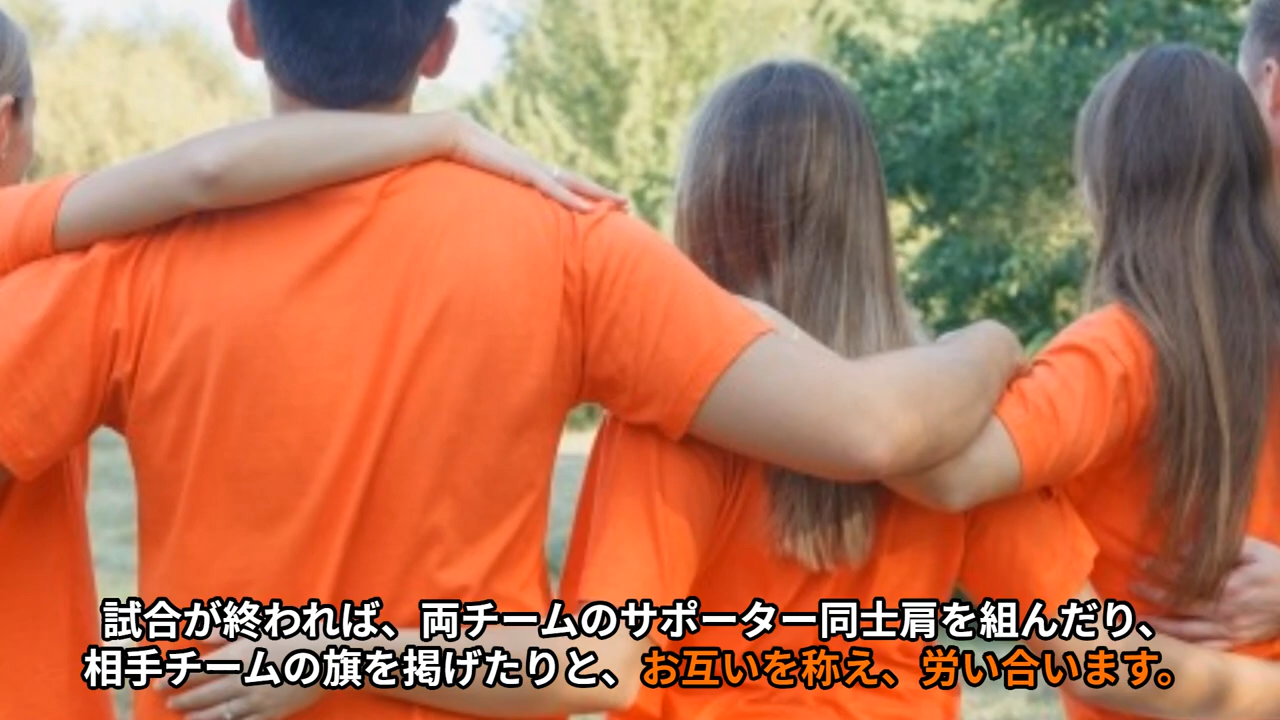 試合が終われば、両チームのサポーター同士肩を組んだり、
相手チームの旗を掲げたりと、お互いを称え、労い合います。